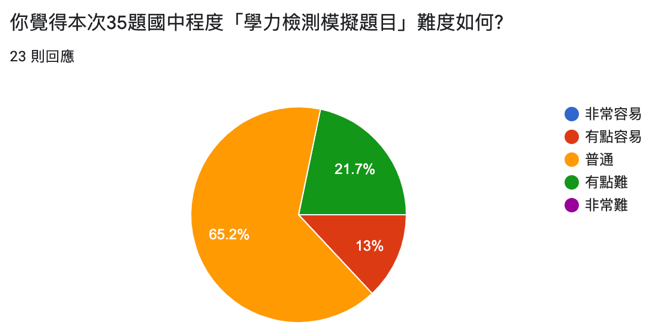 你覺得本次35題國中程度「學力檢測模擬題目」難度如何?
23 則回應
非常容易
有點容易
普通
有點難
非常難
21.7%
65.2%
13%